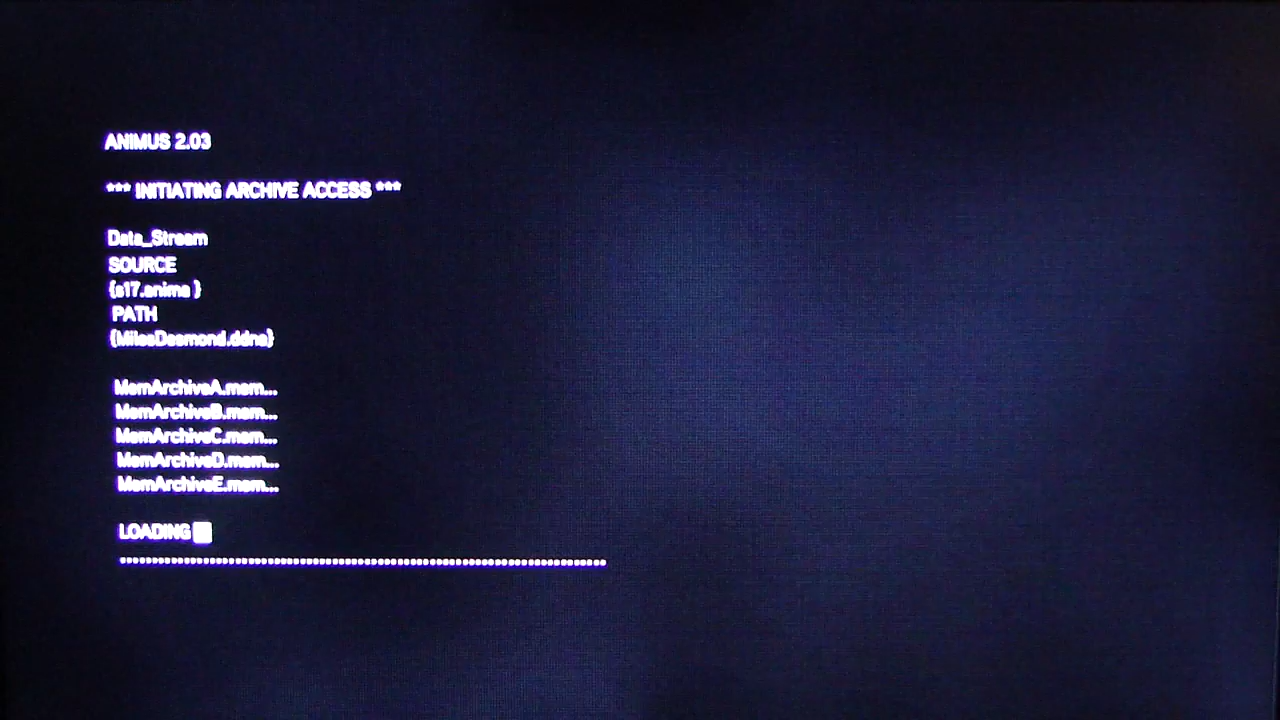 ANIMUS 2.03
*** INITIATING ARCHIVE ACCESS ***
Data_Stream
SOURCE
{s17.anima }
PATH
{MilesDesmond.ddna}
MemArchiveA.mem...
MemArchiveB.mem...
MemArchiveC.mem...
MemArchiveD.mem...
MemArchiveE.mem...
LOADING